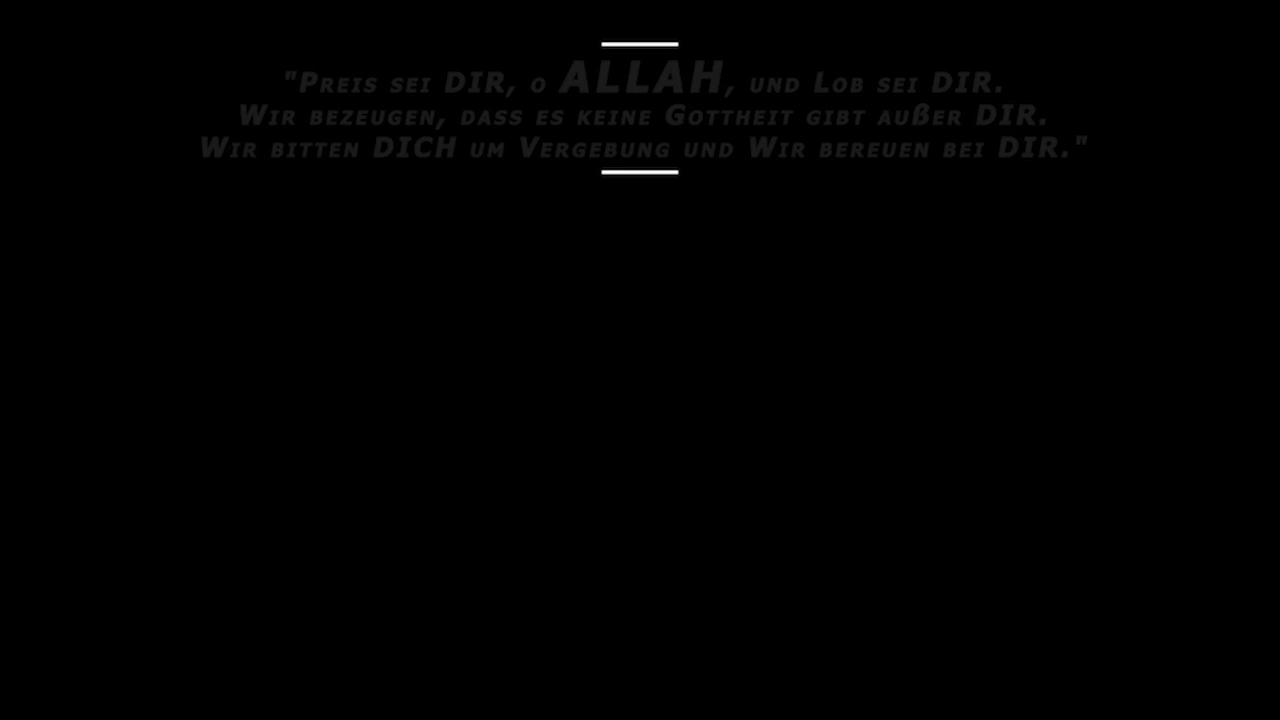 "Preis sei DIR, o ALLAH, und Lob sei DIR.
Wir bezeugen, dass es keine Gottheit gibt außer DIR.
Wir bitten DICH um Vergebung und Wir bereuen bei DIR."